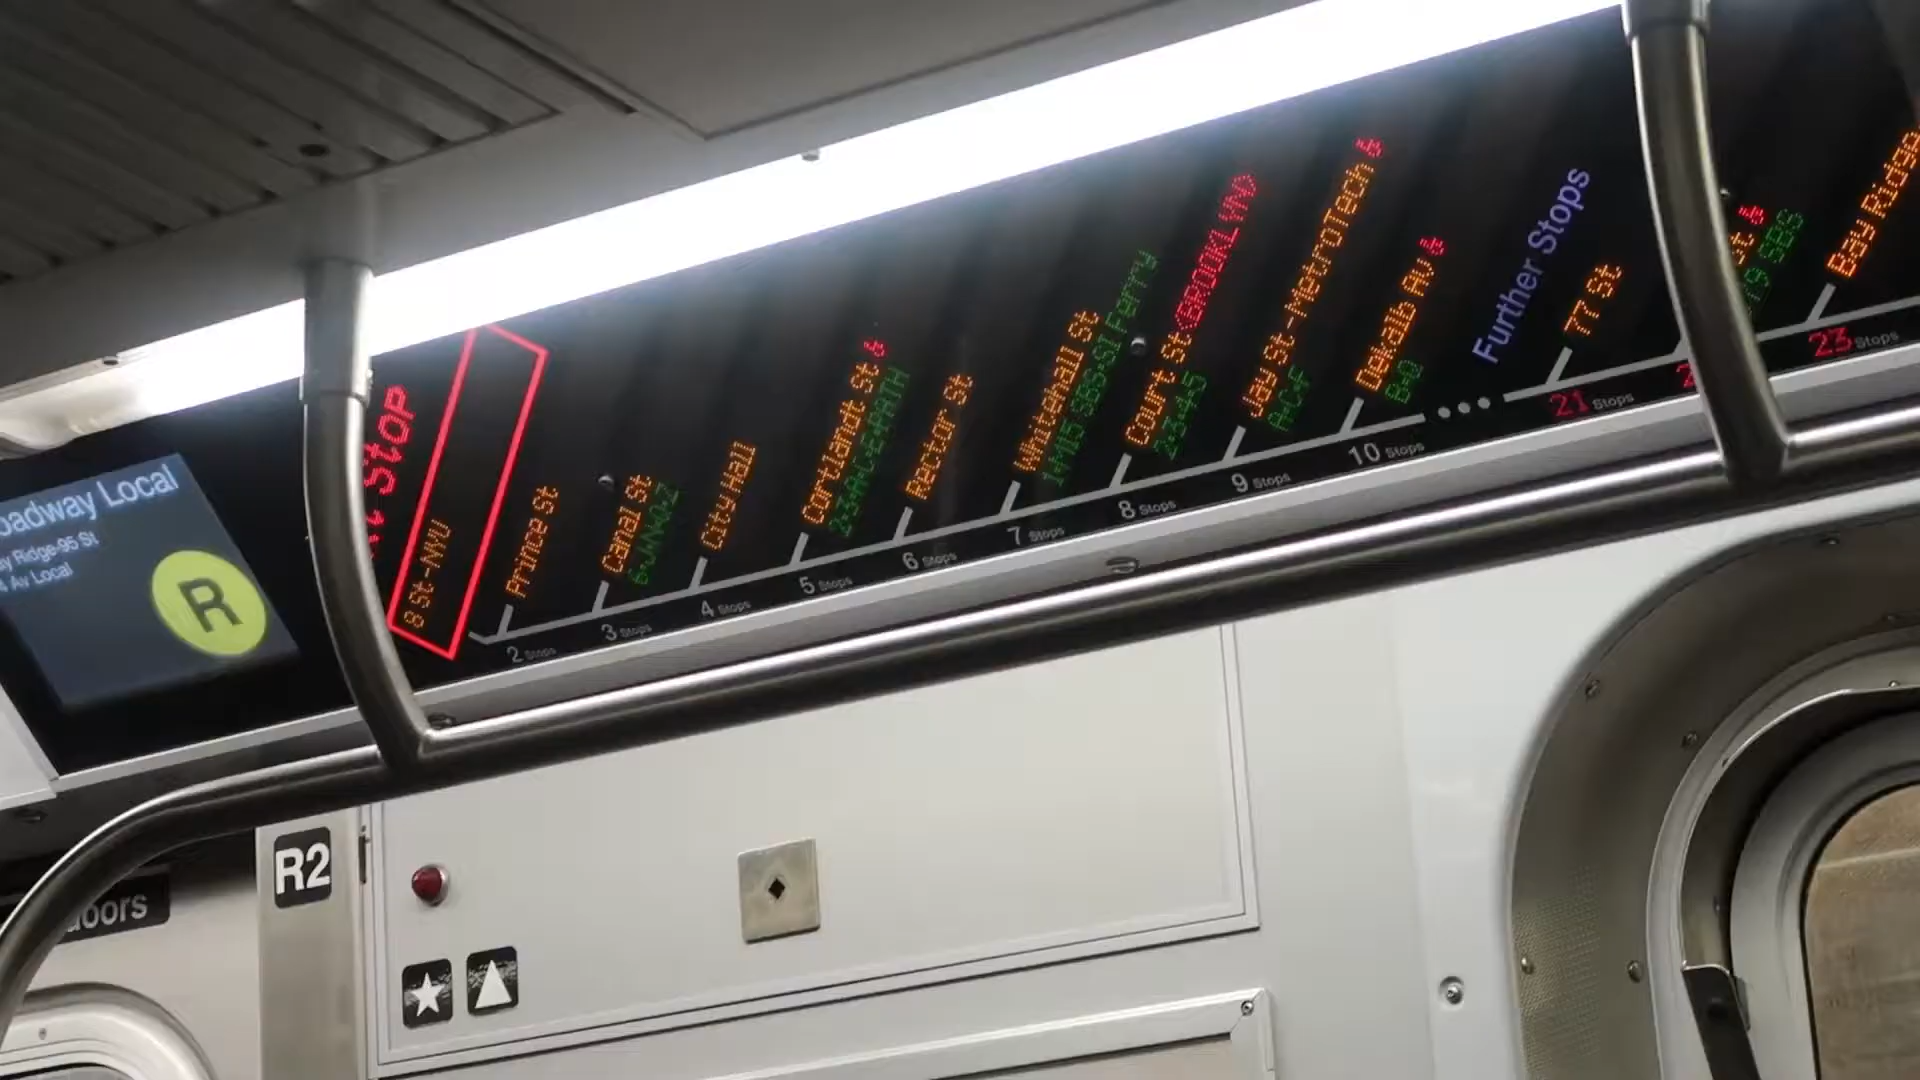 oadway Local
ay Ridge-95 St
4 Av Local
R
Stop
8 St-NYU
Prince St
2 Stops
Canal St
6•J•N•Q•Z
3 Stops
City Hall
4 Stops
Cortlandt St
2•3•A•C•E•PATH
5 Stops
Rector St
6 Stops
Whitehall St
1•M15 SBS•SI Ferry
7 Stops
Court St<BROOKLYN>
2•3•4•5
8 Stops
Jay St-MetroTech
A•C•F
9 Stops
Dekalb Av
B•Q
10 Stops
Further Stops
77 St
21 Stops
St
SBS
Bay Ridge
23 Stops
R2
doors